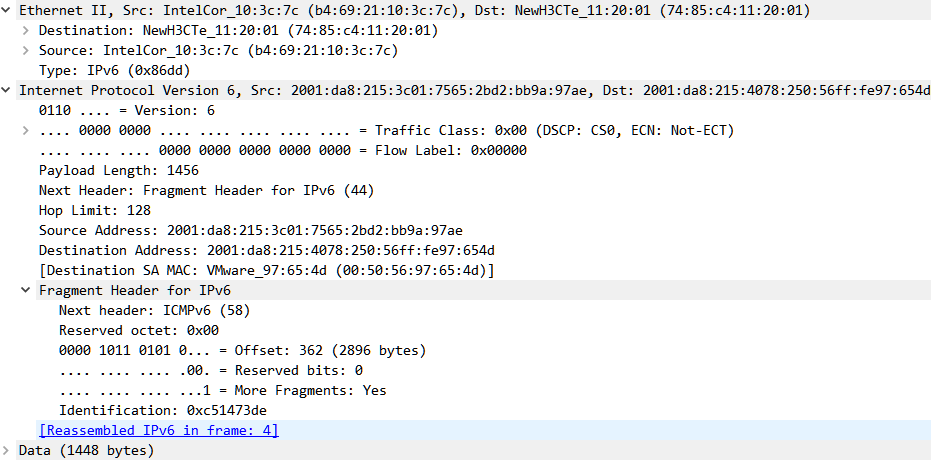 Ethernet II, Src: IntelCor_10:3c:7c (b4:69:21:10:3c:7c), Dst: NewH3CTe_11:20:01 (74:85:c4:11:20:01)
Destination: NewH3CTe_11:20:01 (74:85:c4:11:20:01)
Source: IntelCor_10:3c:7c (b4:69:21:10:3c:7c)
Type: IPv6 (0x86dd)
Internet Protocol Version 6, Src: 2001:da8:215:3c01:7565:2bd2:bb9a:97ae, Dst: 2001:da8:215:4078:250:56ff:fe97:654d
0110 .... = Version: 6
.... 0000 0000 .... .... .... .... .... = Traffic Class: 0x00 (DSCP: CS0, ECN: Not-ECT)
.... .... .... 0000 0000 0000 0000 0000 = Flow Label: 0x00000
Payload Length: 1456
Next Header: Fragment Header for IPv6 (44)
Hop Limit: 128
Source Address: 2001:da8:215:3c01:7565:2bd2:bb9a:97ae
Destination Address: 2001:da8:215:4078:250:56ff:fe97:654d
[Destination SA MAC: VMware_97:65:4d (00:50:56:97:65:4d)]
Fragment Header for IPv6
Next header: ICMPv6 (58)
Reserved octet: 0x00
0000 1011 0101 0... = Offset: 362 (2896 bytes)
.... .... .... .00. = Reserved bits: 0
.... .... .... ...1 = More Fragments: Yes
Identification: 0xc51473de
[Reassembled IPv6 in frame: 4]
Data (1448 bytes)